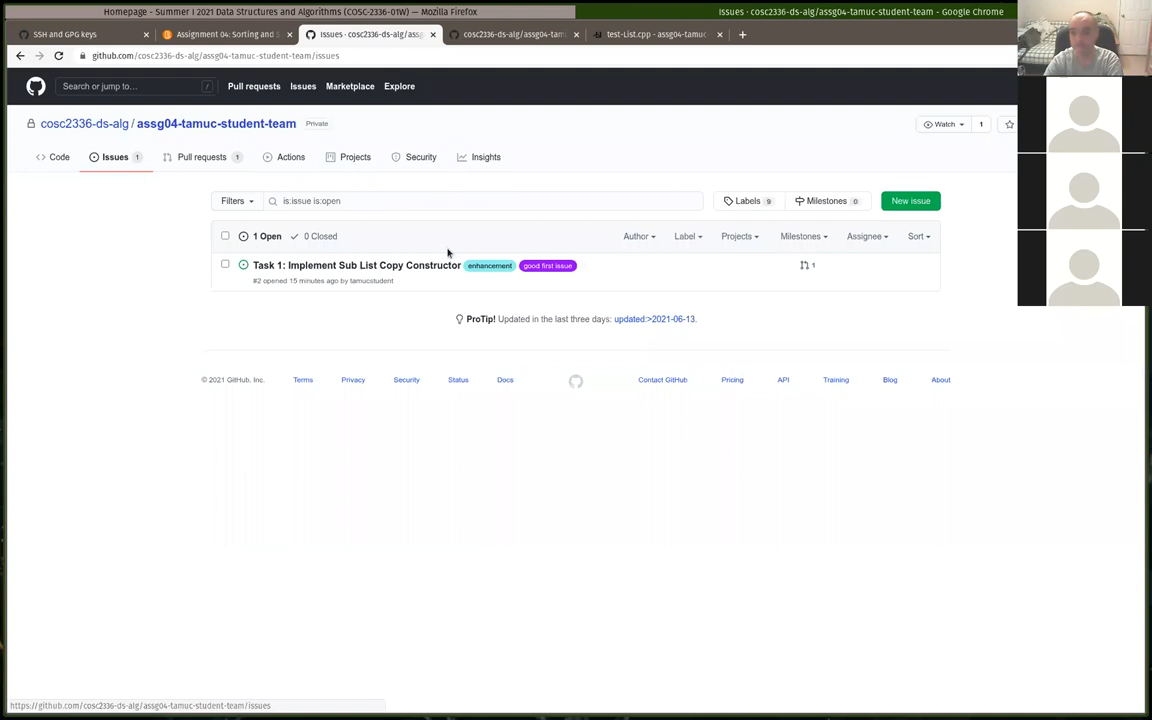 Homepage - Summer I 2021 Data Structures and Algorithms (COSC-2336-01W) — Mozilla Firefox
Issues · cosc2336-ds-alg/assg04-tamuc-student-team - Google Chrome
SSH and GPG keys
Assignment 04: Sorting and S
Issues · cosc2336-ds-alg/assg
cosc2336-ds-alg/assg04-tamu
test-List.cpp - assg04-tamuc
github.com/cosc2336-ds-alg/assg04-tamuc-student-team/issues
Search or jump to...
/
Pull requests
Issues
Marketplace
Explore
cosc2336-ds-alg / assg04-tamuc-student-team
Private
Watch
1
Code
Issues 1
Pull requests 1
Actions
Projects
Security
Insights
Filters
is:issue is:open
Labels 9
Milestones 0
New issue
1 Open
0 Closed
Author
Label
Projects
Milestones
Assignee
Sort
Task 1: Implement Sub List Copy Constructor enhancement good first issue
1
#2 opened 15 minutes ago by tamucstudent
ProTip! Updated in the last three days: updated:>2021-06-13.
© 2021 GitHub, Inc.
Terms
Privacy
Security
Status
Docs
Contact GitHub
Pricing
API
Training
Blog
About
https://github.com/cosc2336-ds-alg/assg04-tamuc-student-team/issues